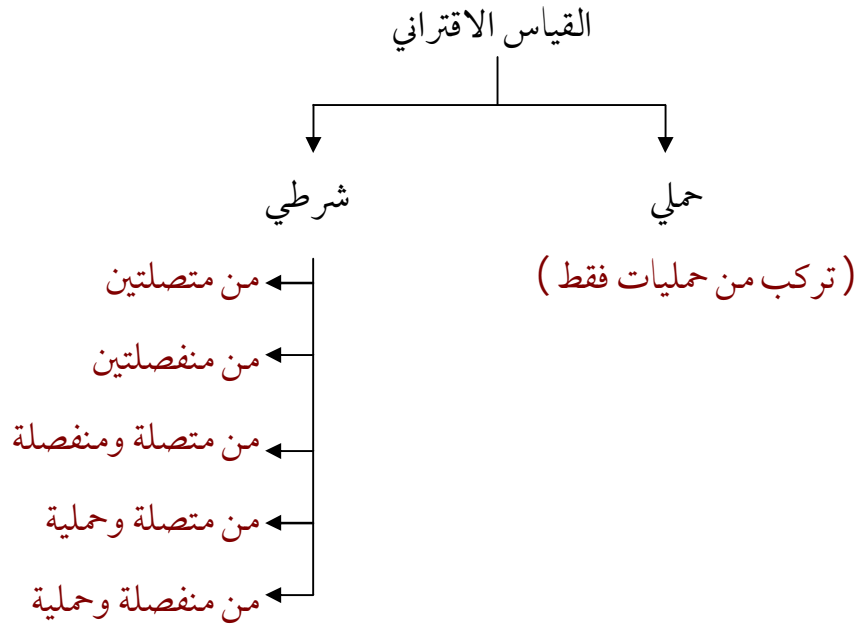 القياس الاقتراني
حملي
شرطي
( تركب من حمليات فقط )
من متصلتين
من منفصلتين
من متصلة ومنفصلة
من متصلة وحملية
من منفصلة وحملية